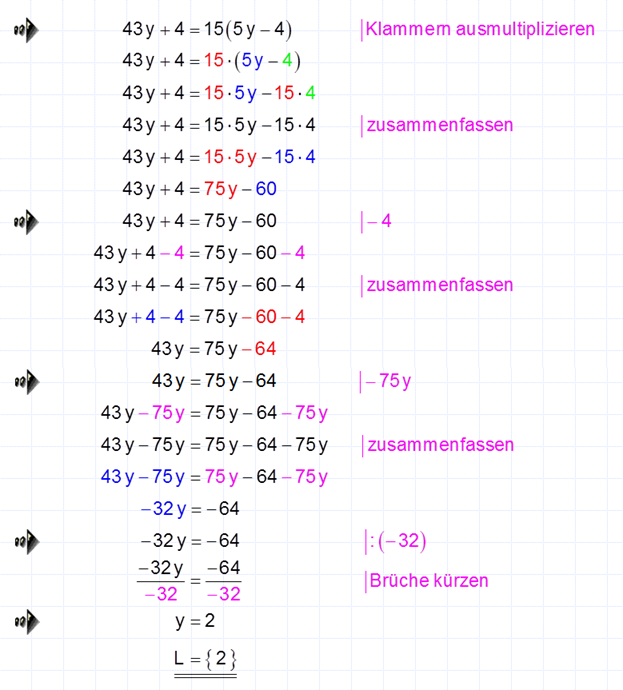 43y + 4 = 15(5y − 4) |Klammern ausmultiplizieren
43y + 4 = 15·(5y − 4)
43y + 4 = 15·5y − 15·4
43y + 4 = 15·5y − 15·4 |zusammenfassen
43y + 4 = 15·5y − 15·4
43y + 4 = 75y − 60
43y + 4 = 75y − 60 |− 4
43y + 4 − 4 = 75y − 60 − 4
43y + 4 − 4 = 75y − 60 − 4 |zusammenfassen
43y + 4 − 4 = 75y − 60 − 4
43y = 75y − 64
43y = 75y − 64 |− 75y
43y − 75y = 75y − 64 − 75y
43y − 75y = 75y − 64 − 75y |zusammenfassen
43y − 75y = 75y − 64 − 75y
−32y = −64
−32y = −64 |:(−32)
−32y/−32 = −64/−32 |Brüche kürzen
y = 2
L = {2}